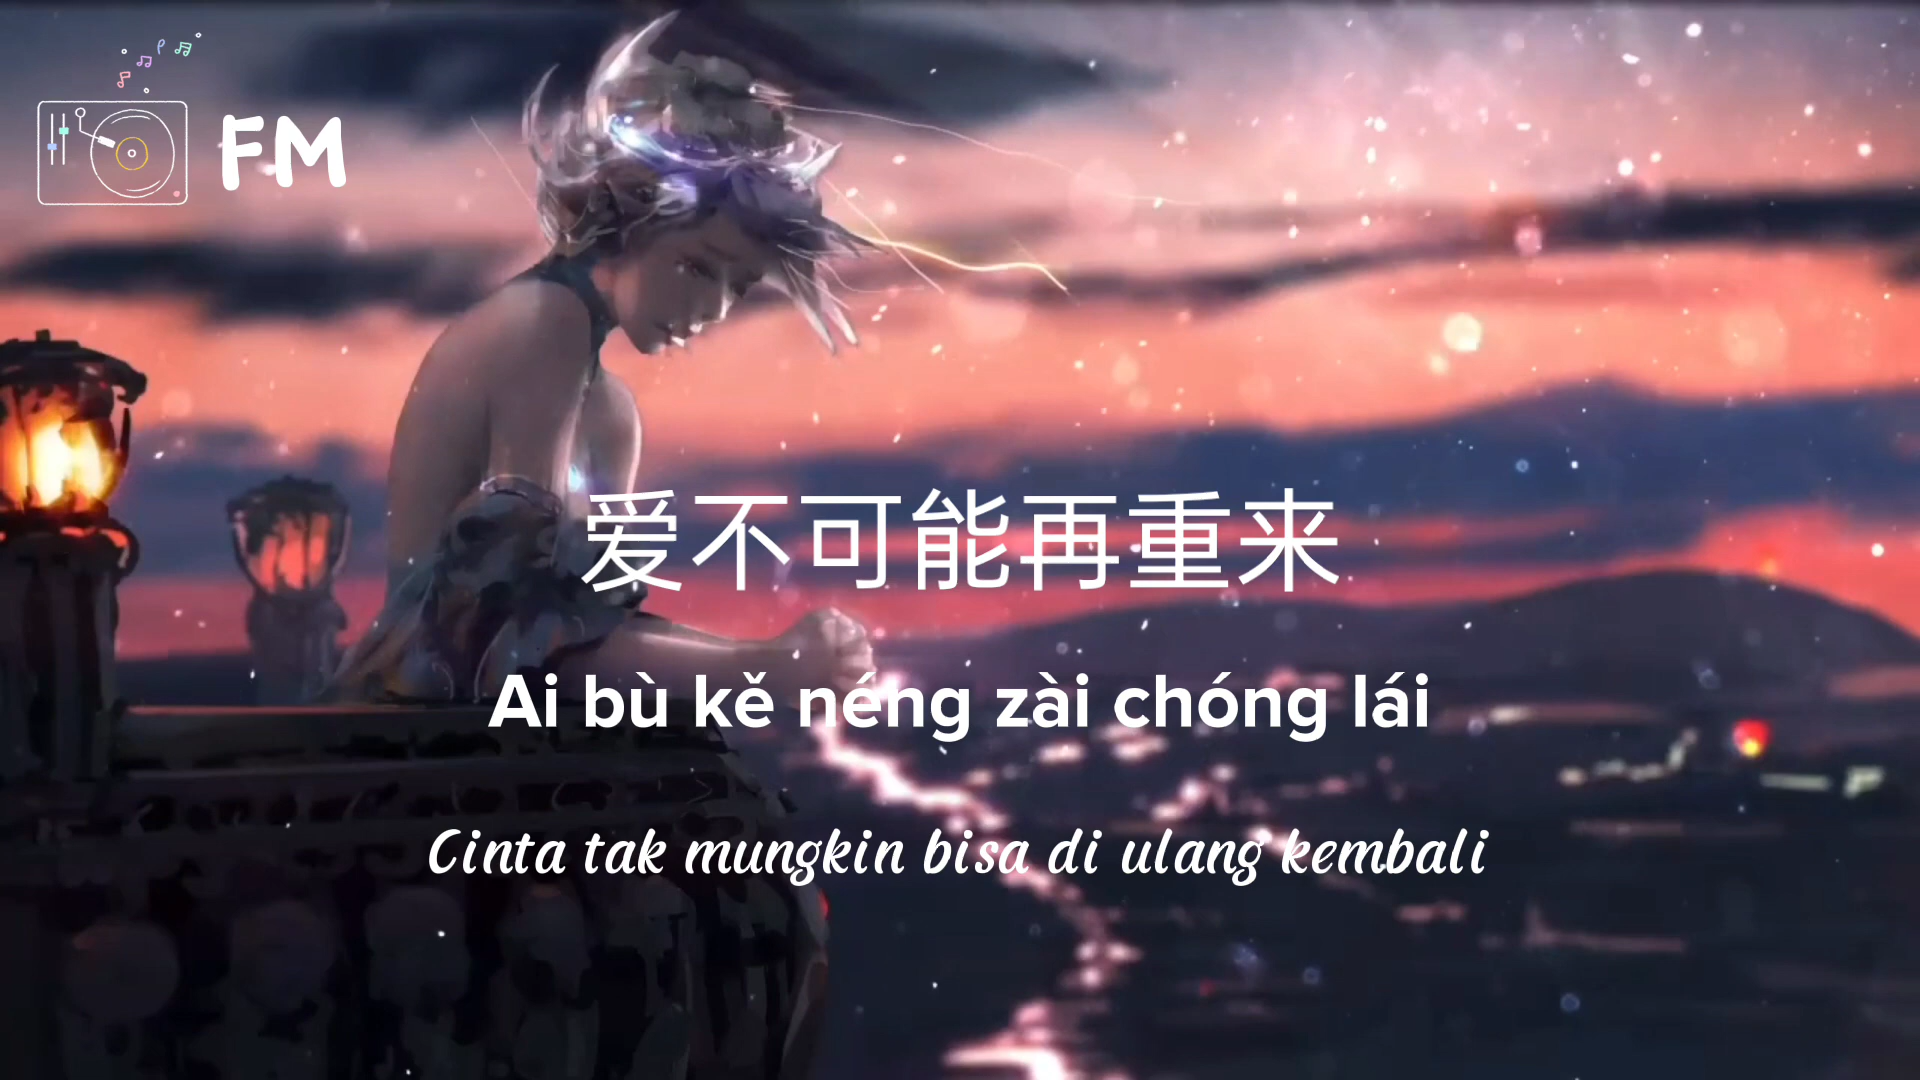 FM
爱不可能再重来
Ai bù kě néng zài chóng lái
Cinta tak mungkin bisa di ulang kembali